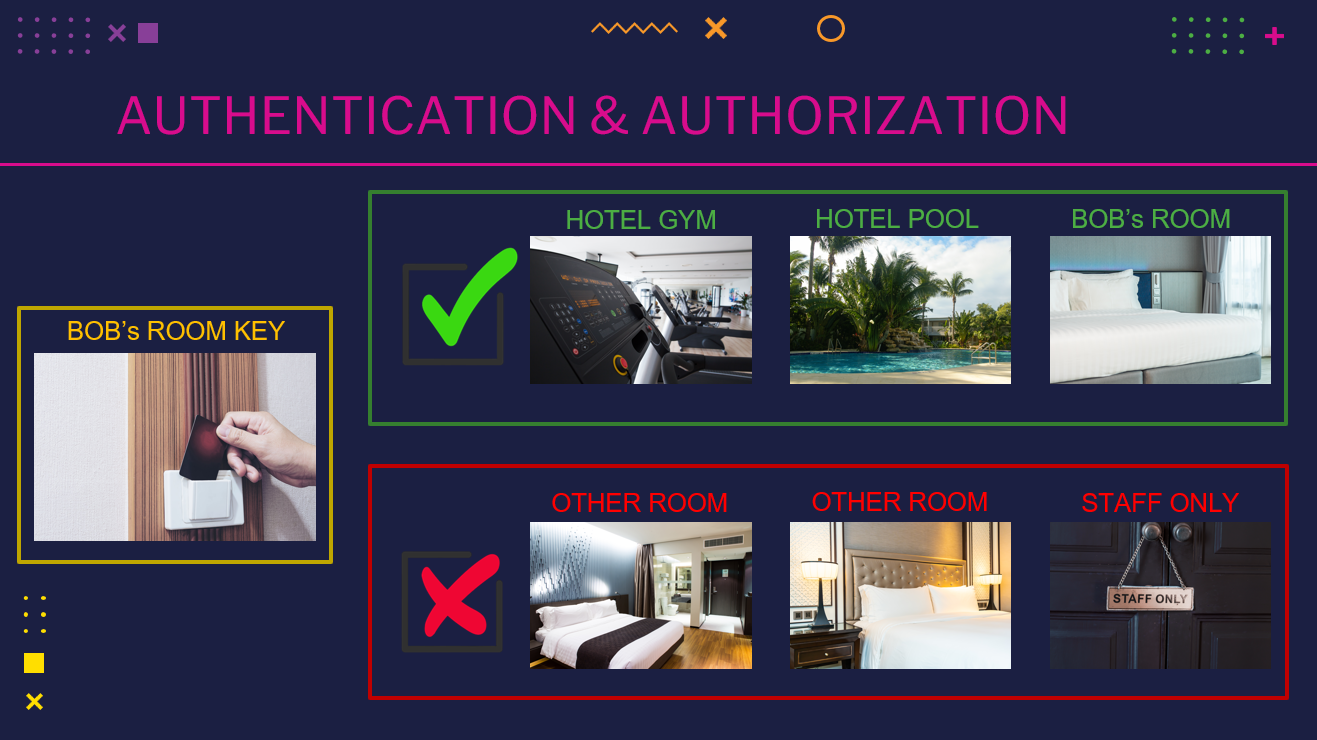 AUTHENTICATION & AUTHORIZATION
HOTEL GYM
HOTEL POOL
BOB’s ROOM
BOB’s ROOM KEY
OTHER ROOM
OTHER ROOM
STAFF ONLY
STAFF ONLY